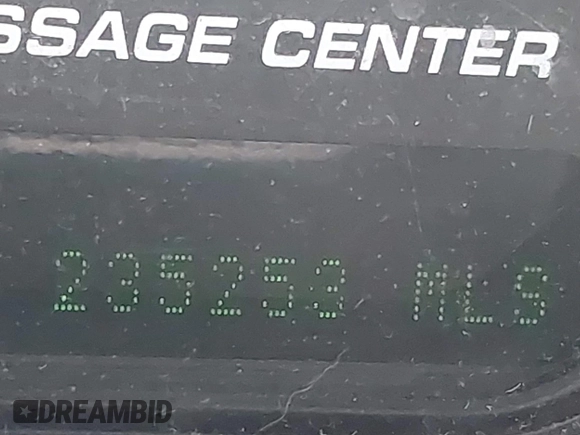 SSAGE CENTER
235253 MLS
DREAMBID